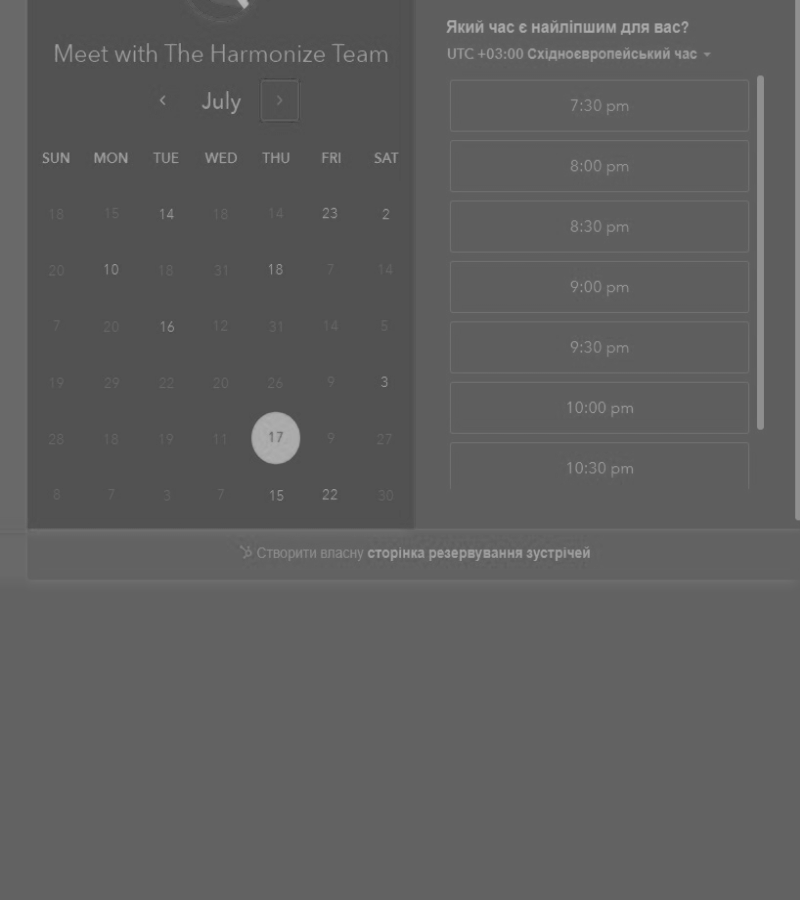 Meet with The Harmonize Team
July
SUN MON TUE WED THU FRI SAT
18 15 14 18 14 23 2
20 10 18 31 18 7 14
7 20 16 12 31 14 5
19 29 22 20 26 9 3
28 18 19 11 17 9 27
8 7 3 7 15 22 30
Який час є найліпшим для вас?
UTC +03:00 Східноєвропейський час
7:30 pm
8:00 pm
8:30 pm
9:00 pm
9:30 pm
10:00 pm
10:30 pm
Створити власну сторінка резервування зустрічей